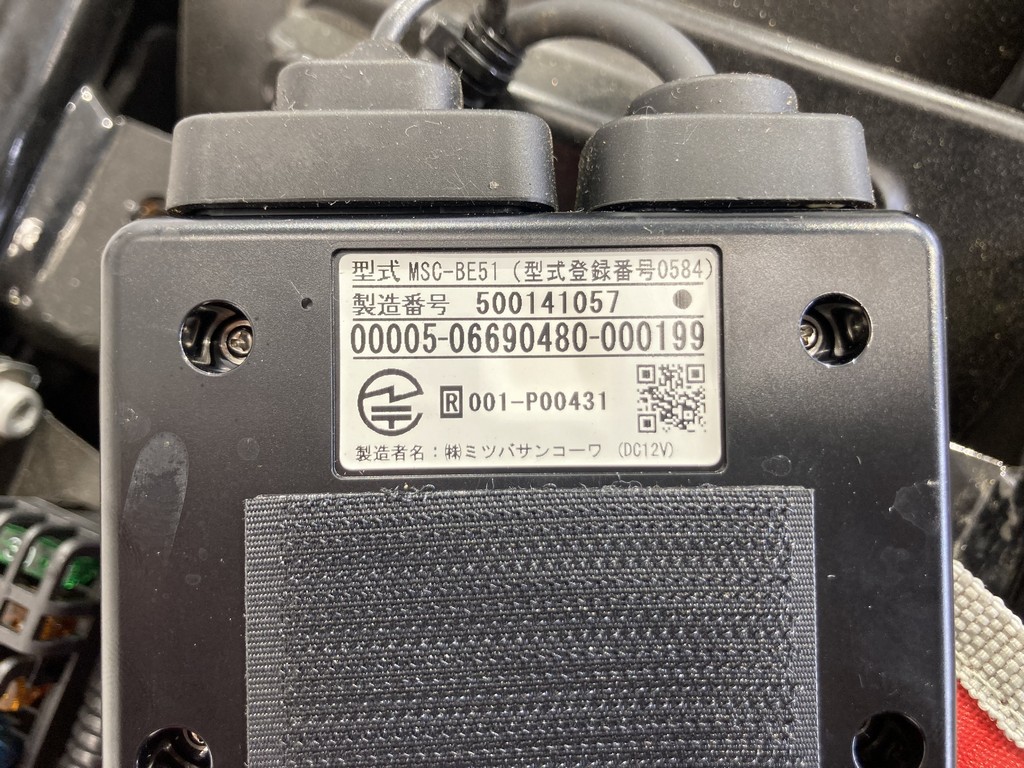 型式 MSC-BE51 (型式登録番号0584)
製造番号 500141057
00005-06690480-000199
R 001-P00431
製造者名:㈱ミツバサンコーワ (DC12V)